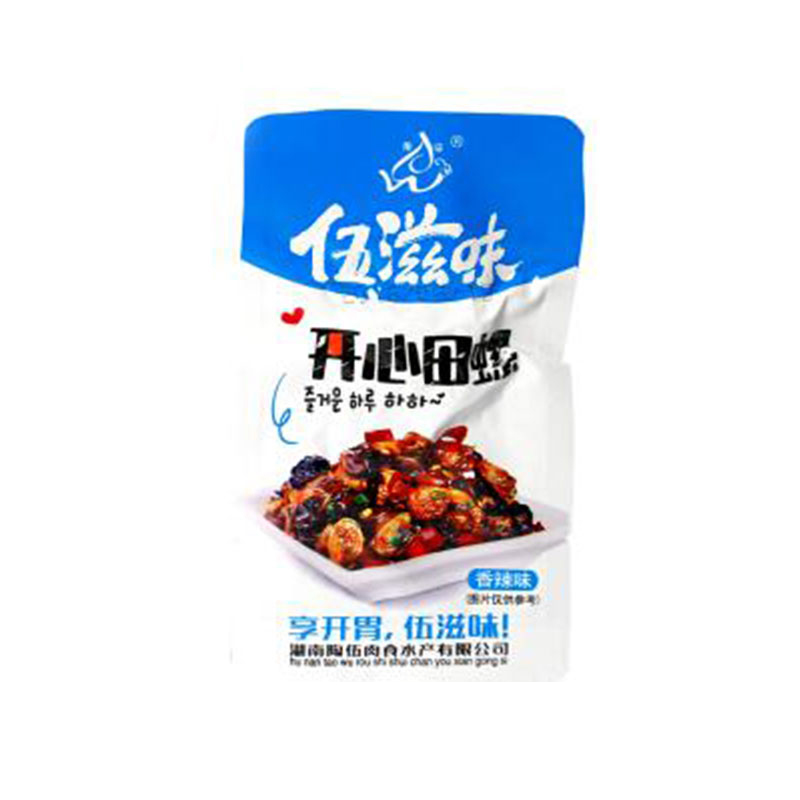 ®
伍滋味
开心田螺
즐거운 하루 하하~
香辣味
(图片仅供参考)
享开胃，伍滋味!
湖南陶伍肉食水产有限公司
hu nan tao wu rou shi shui chan you xian gong si